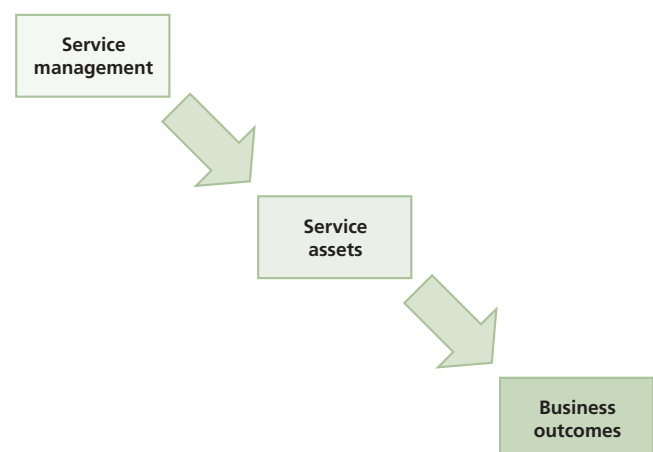 Service
management
Service
assets
Business
outcomes